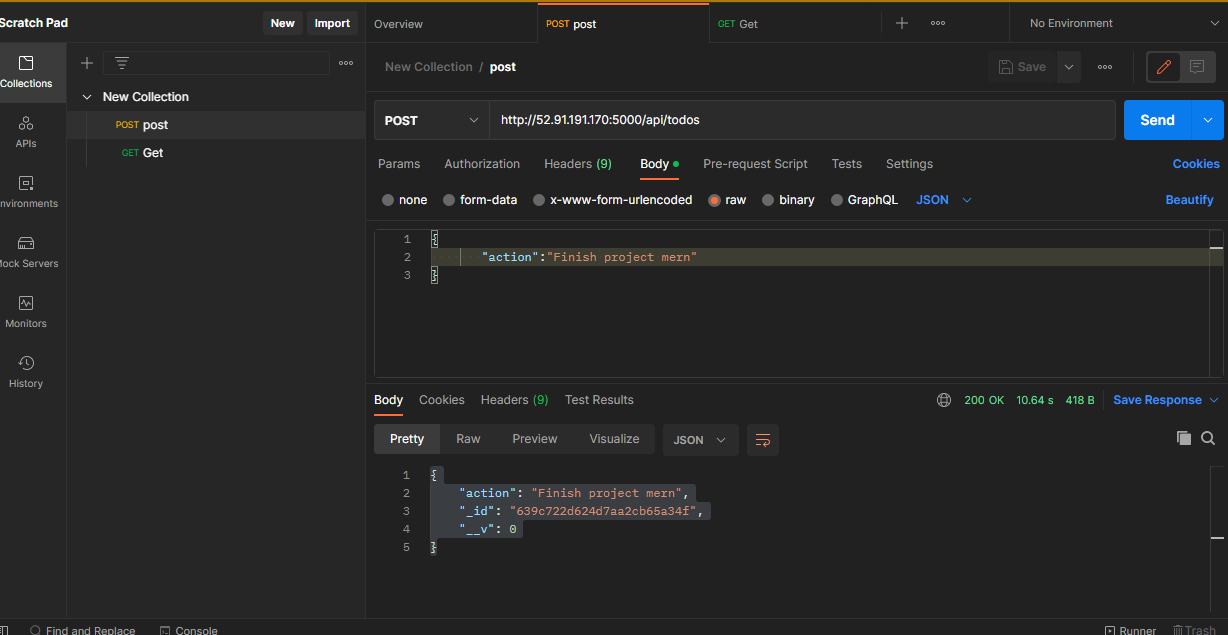 Scratch Pad
New
Import
Overview
POST post
GET Get
No Environment
Collections
APIs
nvironments
Mock Servers
Monitors
History
New Collection
POST post
GET Get
New Collection / post
Save
POST
http://52.91.191.170:5000/api/todos
Send
Params
Authorization
Headers (9)
Body
Pre-request Script
Tests
Settings
Cookies
none
form-data
x-www-form-urlencoded
raw
binary
GraphQL
JSON
Beautify
1 {
2 "action":"Finish project mern"
3 }
Body
Cookies
Headers (9)
Test Results
200 OK
10.64 s
418 B
Save Response
Pretty
Raw
Preview
Visualize
JSON
1 {
2 "action": "Finish project mern",
3 "_id": "639c722d624d7aa2cb65a34f",
4 "__v": 0
5 }
Find and Replace
Console
Runner
Trash